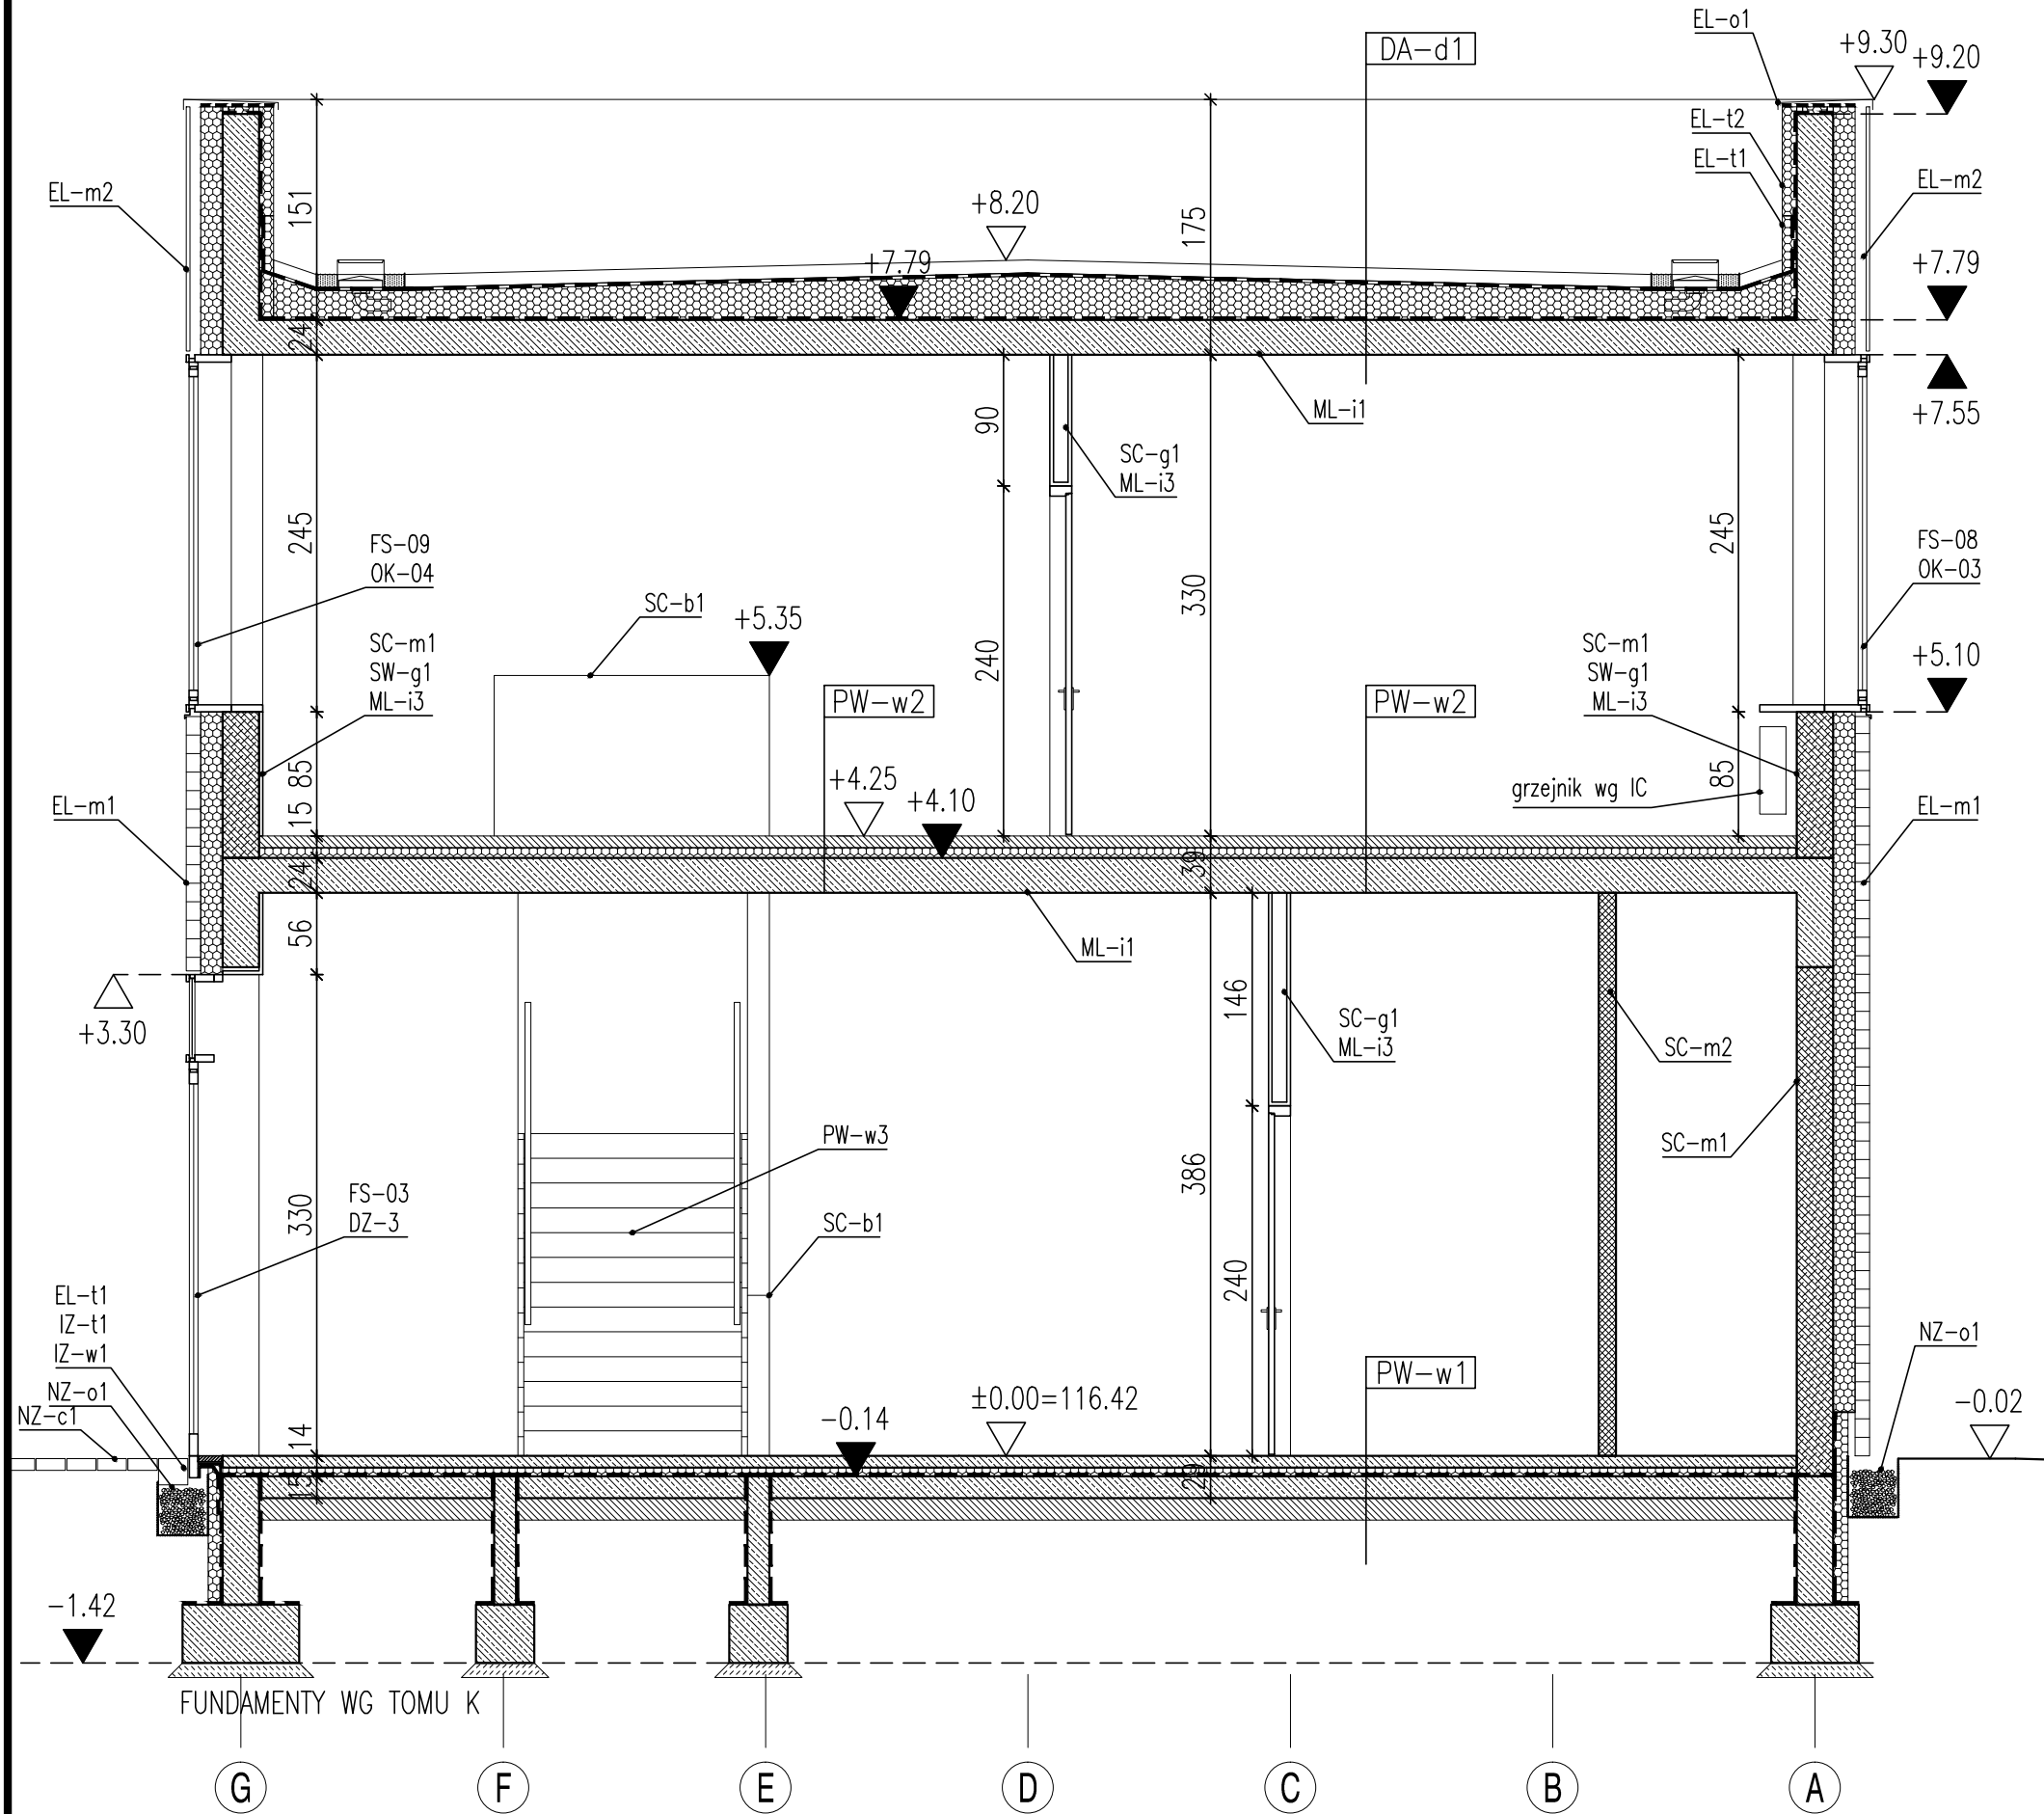 EL-o1
+9.30
+9.20
DA-d1
EL-t2
EL-t1
EL-m2
EL-m2
151
175
+8.20
+7.79
+7.79
24
+7.55
ML-i1
90
SC-g1
ML-i3
245
245
FS-09
OK-04
FS-08
OK-03
330
SC-b1
+5.35
240
SC-m1
SW-g1
ML-i3
SC-m1
SW-g1
ML-i3
+5.10
PW-w2
PW-w2
15 85
85
+4.25
+4.10
grzejnik wg IC
EL-m1
EL-m1
24
39
56
ML-i1
146
+3.30
SC-g1
ML-i3
SC-m2
PW-w3
SC-m1
386
330
FS-03
DZ-3
SC-b1
240
EL-t1
IZ-t1
IZ-w1
NZ-o1
NZ-c1
NZ-o1
PW-w1
±0.00=116.42
-0.14
-0.02
14
15
29
-1.42
FUNDAMENTY WG TOMU K
G
F
E
D
C
B
A